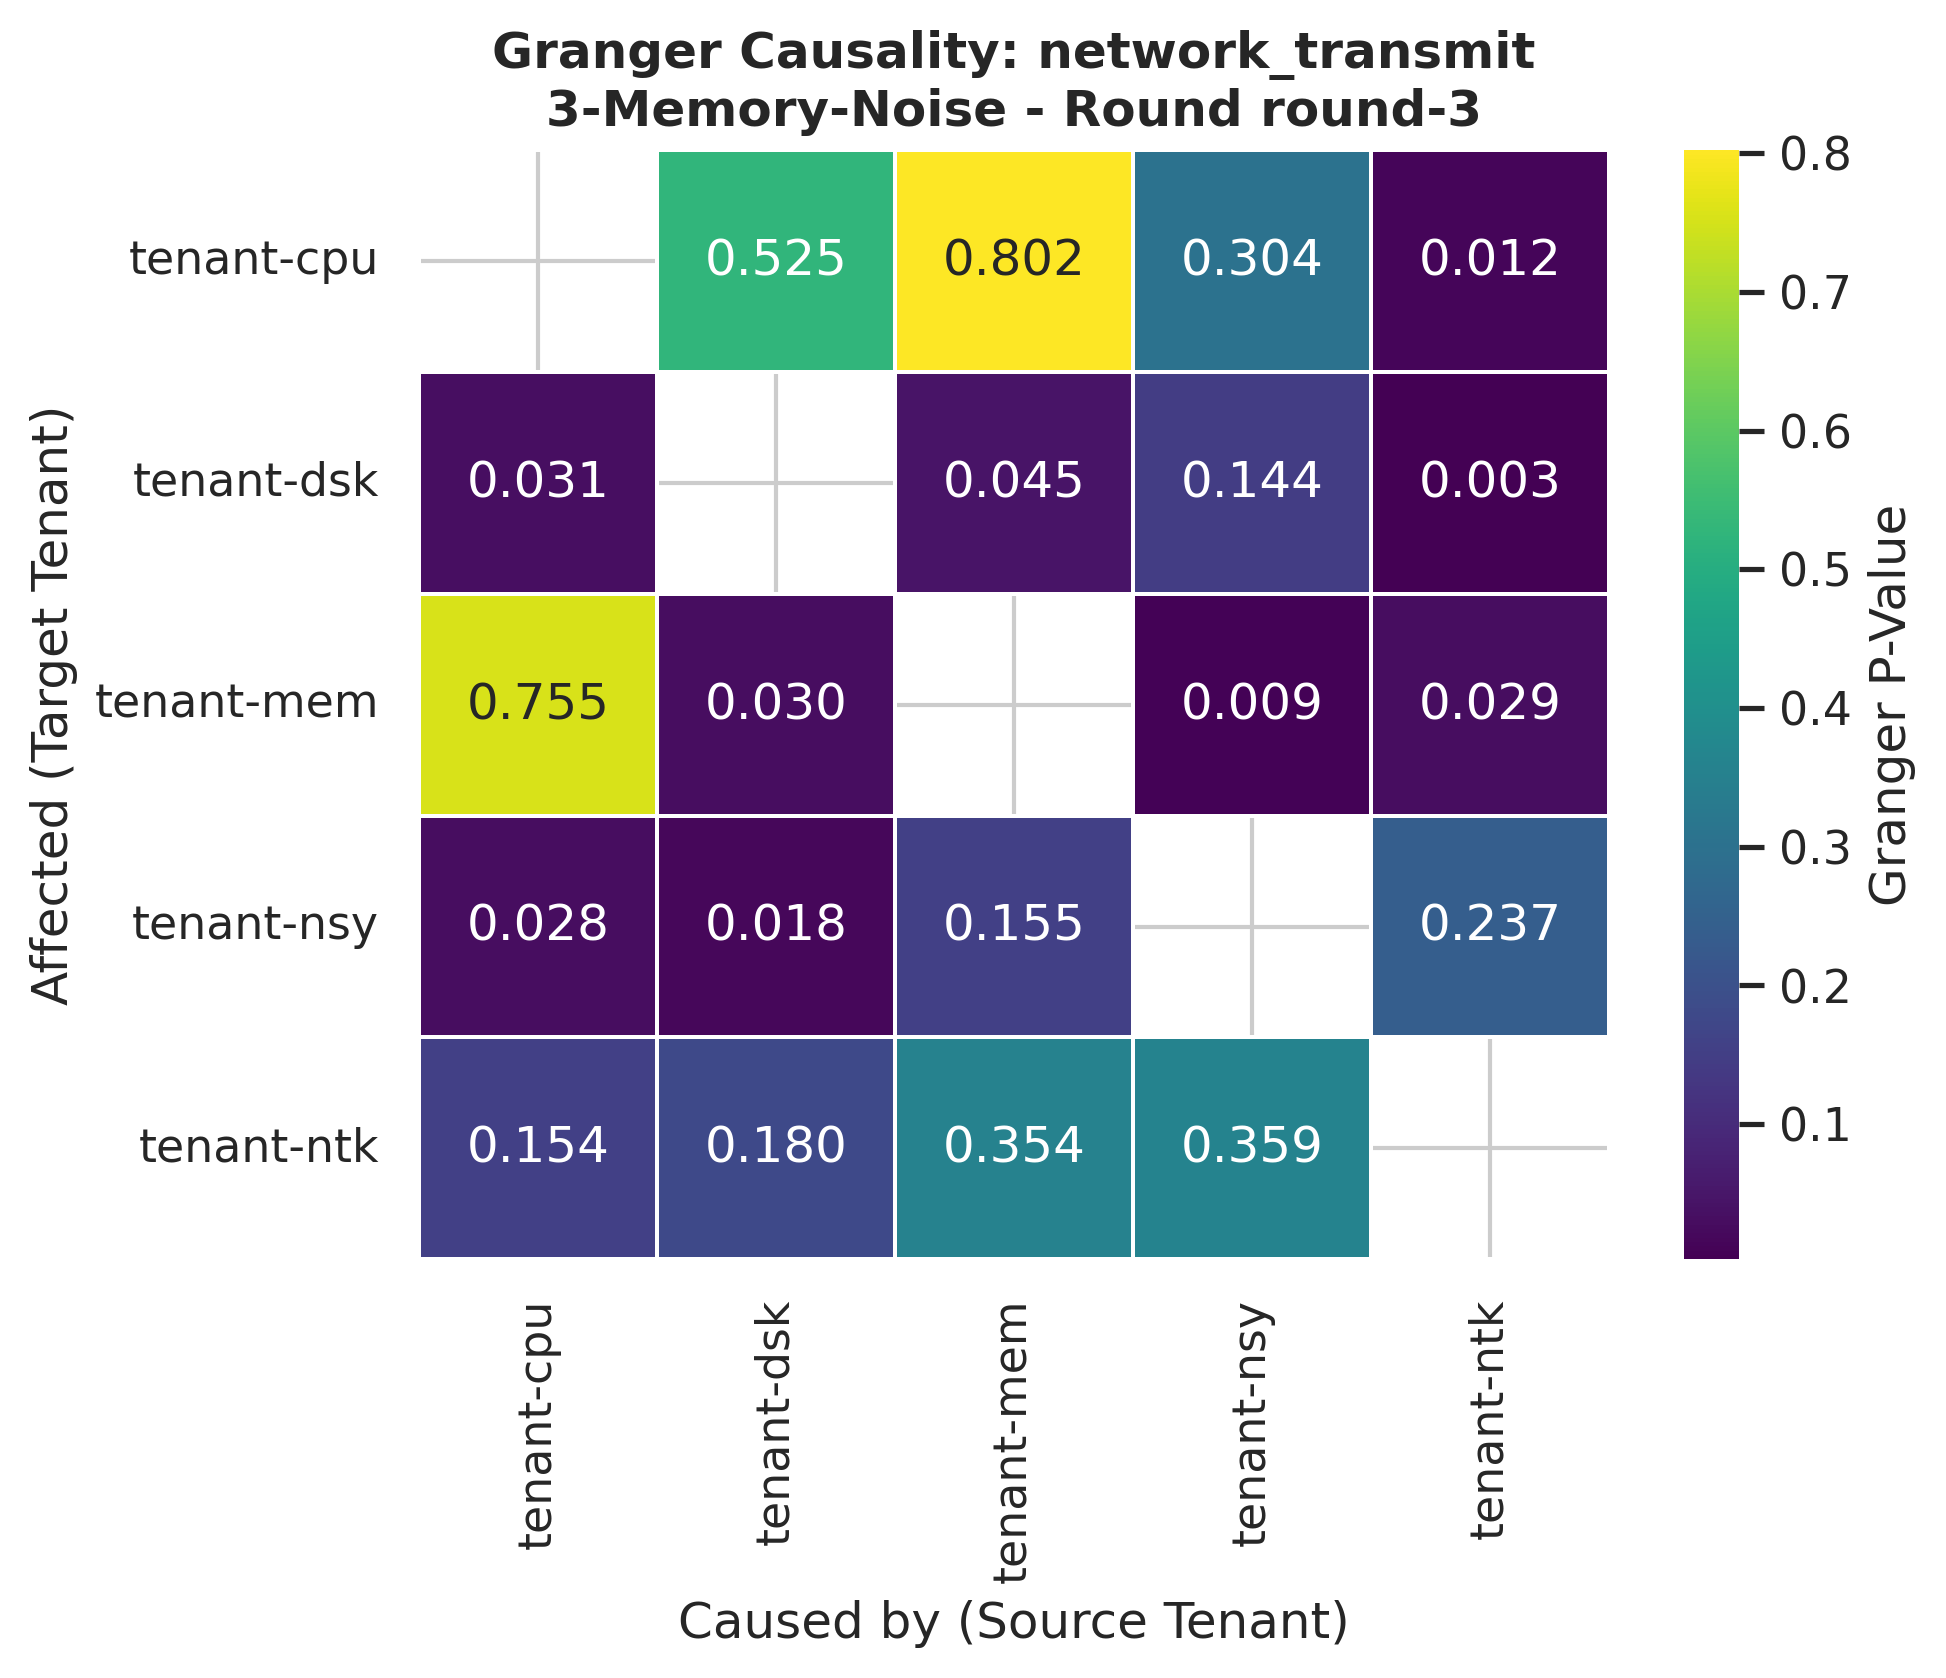 Granger Causality: network_transmit
3-Memory-Noise - Round round-3
Affected (Target Tenant)
tenant-cpu
0.525
0.802
0.304
0.012
tenant-dsk
0.031
0.045
0.144
0.003
tenant-mem
0.755
0.030
0.009
0.029
tenant-nsy
0.028
0.018
0.155
0.237
tenant-ntk
0.154
0.180
0.354
0.359
tenant-cpu
tenant-dsk
tenant-mem
tenant-nsy
tenant-ntk
Caused by (Source Tenant)
0.8
0.7
0.6
0.5
0.4
0.3
0.2
0.1
Granger P-Value